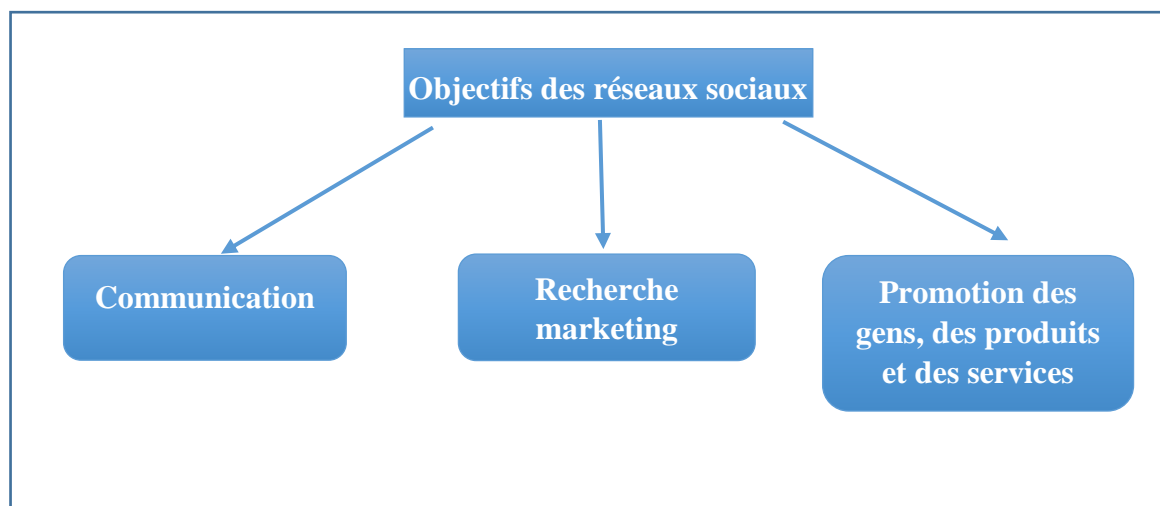 Objectifs des réseaux sociaux
Communication
Recherche
marketing
Promotion des
gens, des produits
et des services